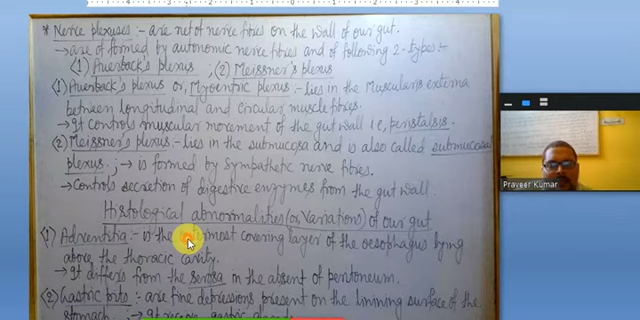 * Nerve plexuses :- are net of nerve fibres on the wall of our gut.
→ are of formed by autonomic nerve fibres and of following 2-types:-
(1) Auerback's plexus , (2) Meissner's plexus
(1) Auerback's plexus or, Myoentric plexus :- lies in the Muscularis externa
between longitudinal and circular muscle fibres.
→ It controls muscular movement of the gut wall i.e, peristalsis.
(2) Meissner's plexus :- lies in the submucosa and is also called submucosal
plexus ; → is formed by sympathetic nerve fibres.
→ Controls secretion of digestive enzymes from the gut wall.
Histological abnormalities (or, Variations) of our gut
(1) Adventitia :- is the most covering layer of the oesophagus lying
above the thoracic cavity.
→ It differs from the serosa in the absent of peritoneum.
(2) Gastric pits :- are fine depressions present on the linining surface of the
stomach
Praveer Kumar